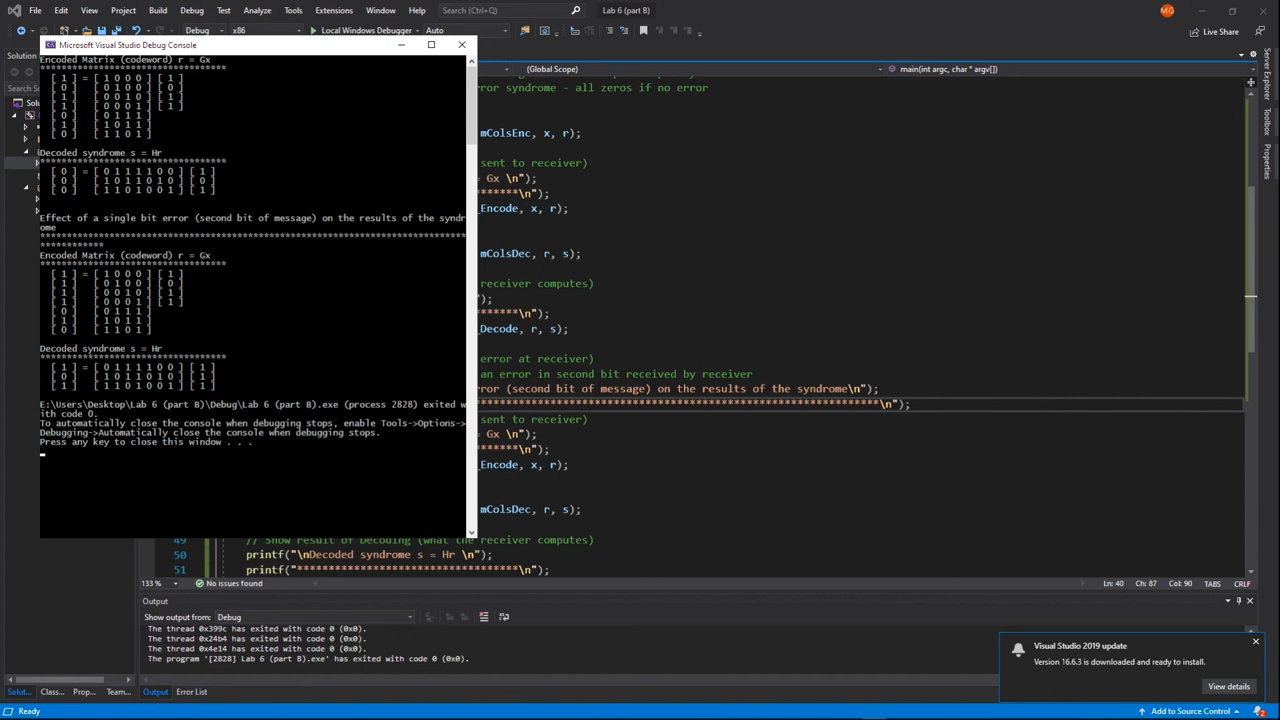 File Edit View Project Build Debug Test Analyze Tools Extensions Window Help Search (Ctrl+Q) Lab 6 (part B) MG
Debug x86 Local Windows Debugger Auto Live Share
Microsoft Visual Studio Debug Console
Encoded Matrix (codeword) r = Gx
**********************************
[ 1 ] = [ 1 0 0 0 ] [ 1 ]
[ 0 ] [ 0 1 0 0 ] [ 0 ]
[ 1 ] [ 0 0 1 0 ] [ 1 ]
[ 1 ] [ 0 0 0 1 ] [ 1 ]
[ 0 ] [ 0 1 1 1 ]
[ 1 ] [ 1 0 1 1 ]
[ 0 ] [ 1 1 0 1 ]
Decoded syndrome s = Hr
**********************************
[ 0 ] = [ 0 1 1 1 1 0 0 ] [ 1 ]
[ 0 ] [ 1 0 1 1 0 1 0 ] [ 0 ]
[ 0 ] [ 1 1 0 1 0 0 1 ] [ 1 ]
Effect of a single bit error (second bit of message) on the results of the syndr
ome
********************************************************************************
************
Encoded Matrix (codeword) r = Gx
**********************************
[ 1 ] = [ 1 0 0 0 ] [ 1 ]
[ 1 ] [ 0 1 0 0 ] [ 0 ]
[ 1 ] [ 0 0 1 0 ] [ 1 ]
[ 1 ] [ 0 0 0 1 ] [ 1 ]
[ 0 ] [ 0 1 1 1 ]
[ 1 ] [ 1 0 1 1 ]
[ 0 ] [ 1 1 0 1 ]
Decoded syndrome s = Hr
**********************************
[ 1 ] = [ 0 1 1 1 1 0 0 ] [ 1 ]
[ 0 ] [ 1 0 1 1 0 1 0 ] [ 1 ]
[ 1 ] [ 1 1 0 1 0 0 1 ] [ 1 ]
E:\Users\Desktop\Lab 6 (part B)\Debug\Lab 6 (part B).exe (process 2828) exited w
ith code 0.
To automatically close the console when debugging stops, enable Tools->Options->
Debugging->Automatically close the console when debugging stops.
Press any key to close this window . . .
(Global Scope) main(int argc, char * argv[])
error syndrome - all zeros if no error
mColsEnc, x, r);
sent to receiver)
= Gx \n");
*******\n");
_Encode, x, r);
mColsDec, r, s);
receiver computes)
");
*******\n");
_Decode, r, s);
error at receiver)
an error in second bit received by receiver
rror (second bit of message) on the results of the syndrome\n");
*******************************************************************\n");
sent to receiver)
= Gx \n");
*******\n");
_Encode, x, r);
mColsDec, r, s);
49 // Show result of Decoding (what the receiver computes)
50 printf("\nDecoded syndrome s = Hr \n");
51 printf("**********************************\n");
133 % No issues found Ln: 40 Ch: 87 Col: 90 TABS CRLF
Toolbox
Properties
Output
Show output from: Debug
The thread 0x399c has exited with code 0 (0x0).
The thread 0x24b4 has exited with code 0 (0x0).
The thread 0x4e14 has exited with code 0 (0x0).
The program '[2828] Lab 6 (part B).exe' has exited with code 0 (0x0).
Visual Studio 2019 update
Version 16.6.3 is downloaded and ready to install.
View details
Solut... Class... Prop... Team... Output Error List
Ready Add to Source Control 2